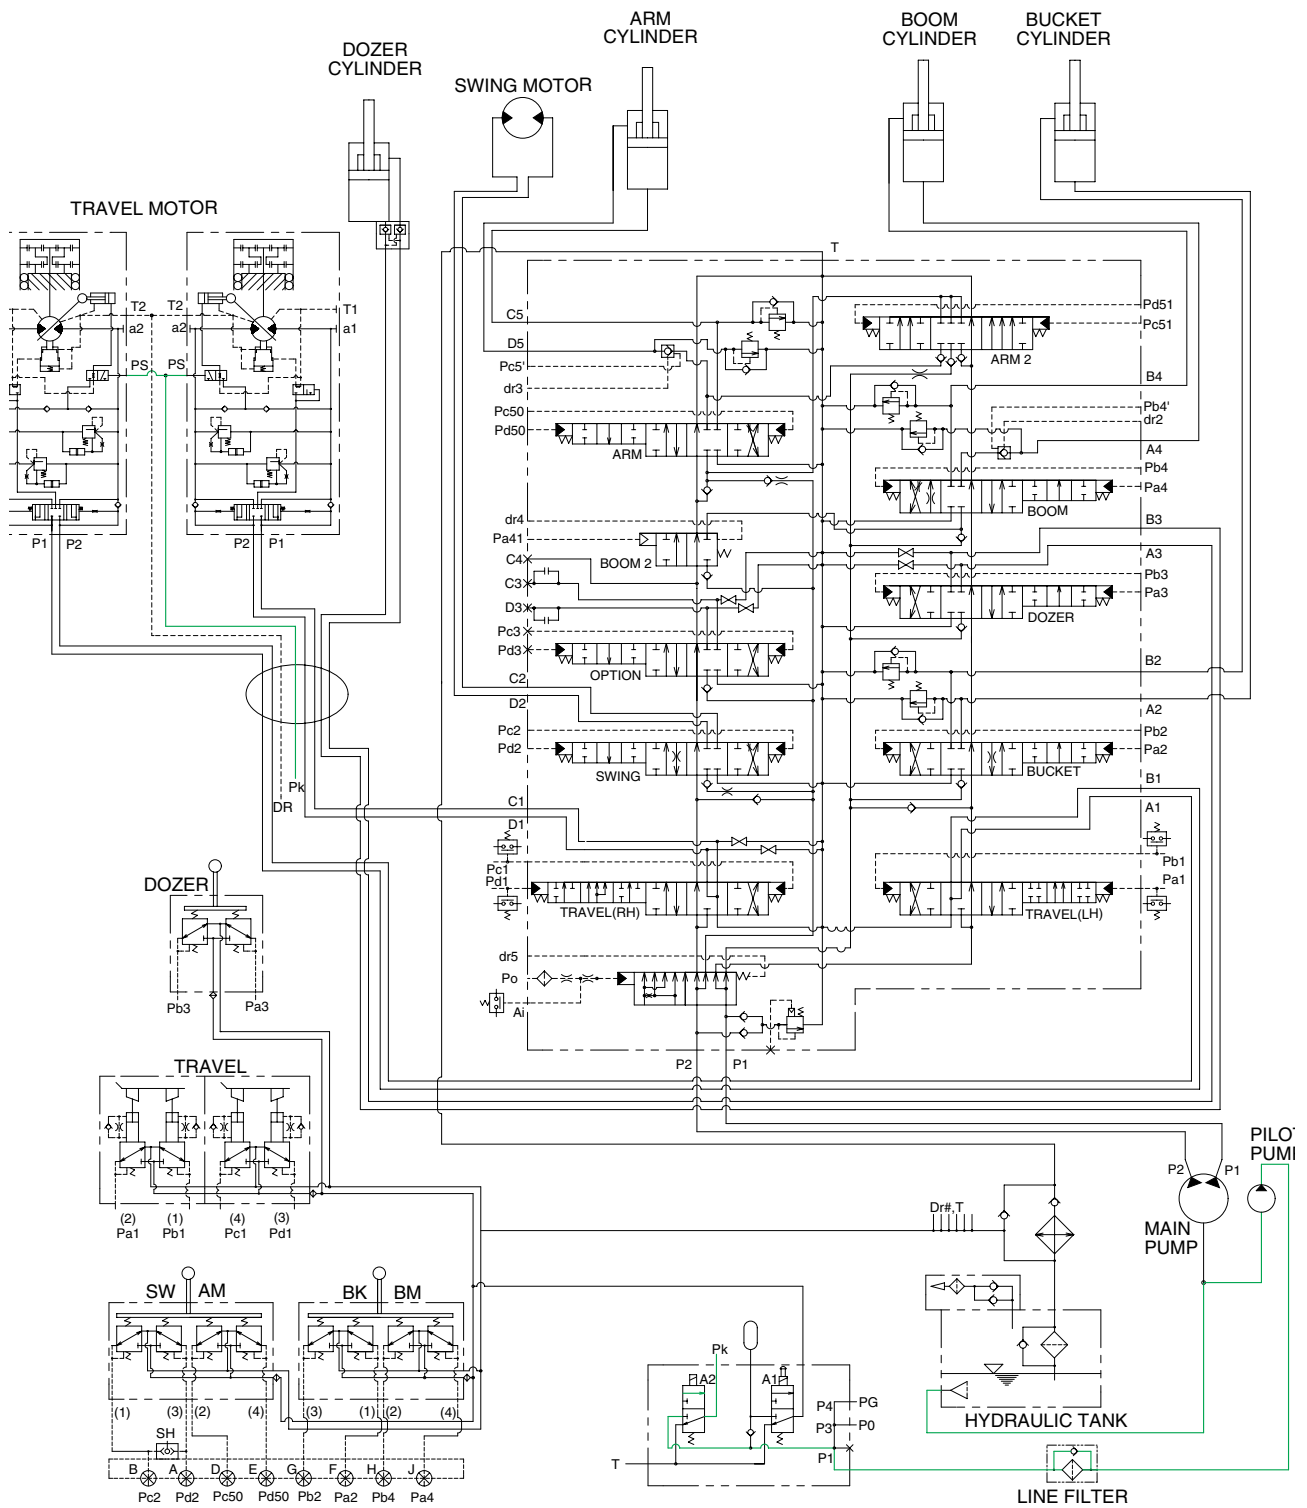 ARM
CYLINDER
BOOM
CYLINDER
BUCKET
CYLINDER
DOZER
CYLINDER
SWING MOTOR
TRAVEL MOTOR
T
T2
T2
T1
a2
a2
a1
PS
PS
P1 P2
P2 P1
C5
D5
Pc5'
dr3
Pc50
Pd50
ARM
dr4
Pa41
C4
BOOM 2
C3
D3
Pc3
Pd3
OPTION
C2
D2
Pc2
Pd2
SWING
C1
D1
Pc1
Pd1
TRAVEL(RH)
dr5
Po
Ai
P2
P1
Pd51
Pc51
ARM 2
B4
Pb4'
dr2
A4
Pb4
Pa4
BOOM
B3
A3
Pb3
Pa3
DOZER
B2
A2
Pb2
Pa2
BUCKET
B1
A1
Pb1
Pa1
TRAVEL(LH)
Pk
DR
DOZER
Pb3
Pa3
TRAVEL
(2) (1) (4) (3)
Pa1 Pb1 Pc1 Pd1
SW AM
BK BM
(1) (3) (2) (4)
(3) (1) (2) (4)
SH
B A D E G F H J
Pc2 Pd2 Pc50 Pd50 Pb2 Pa2 Pb4 Pa4
Dr#,T
P2
P1
MAIN
PUMP
PILOT
PUMP
HYDRAULIC TANK
LINE FILTER
Pk
A2
A1
P4
PG
P3
P0
P1
T